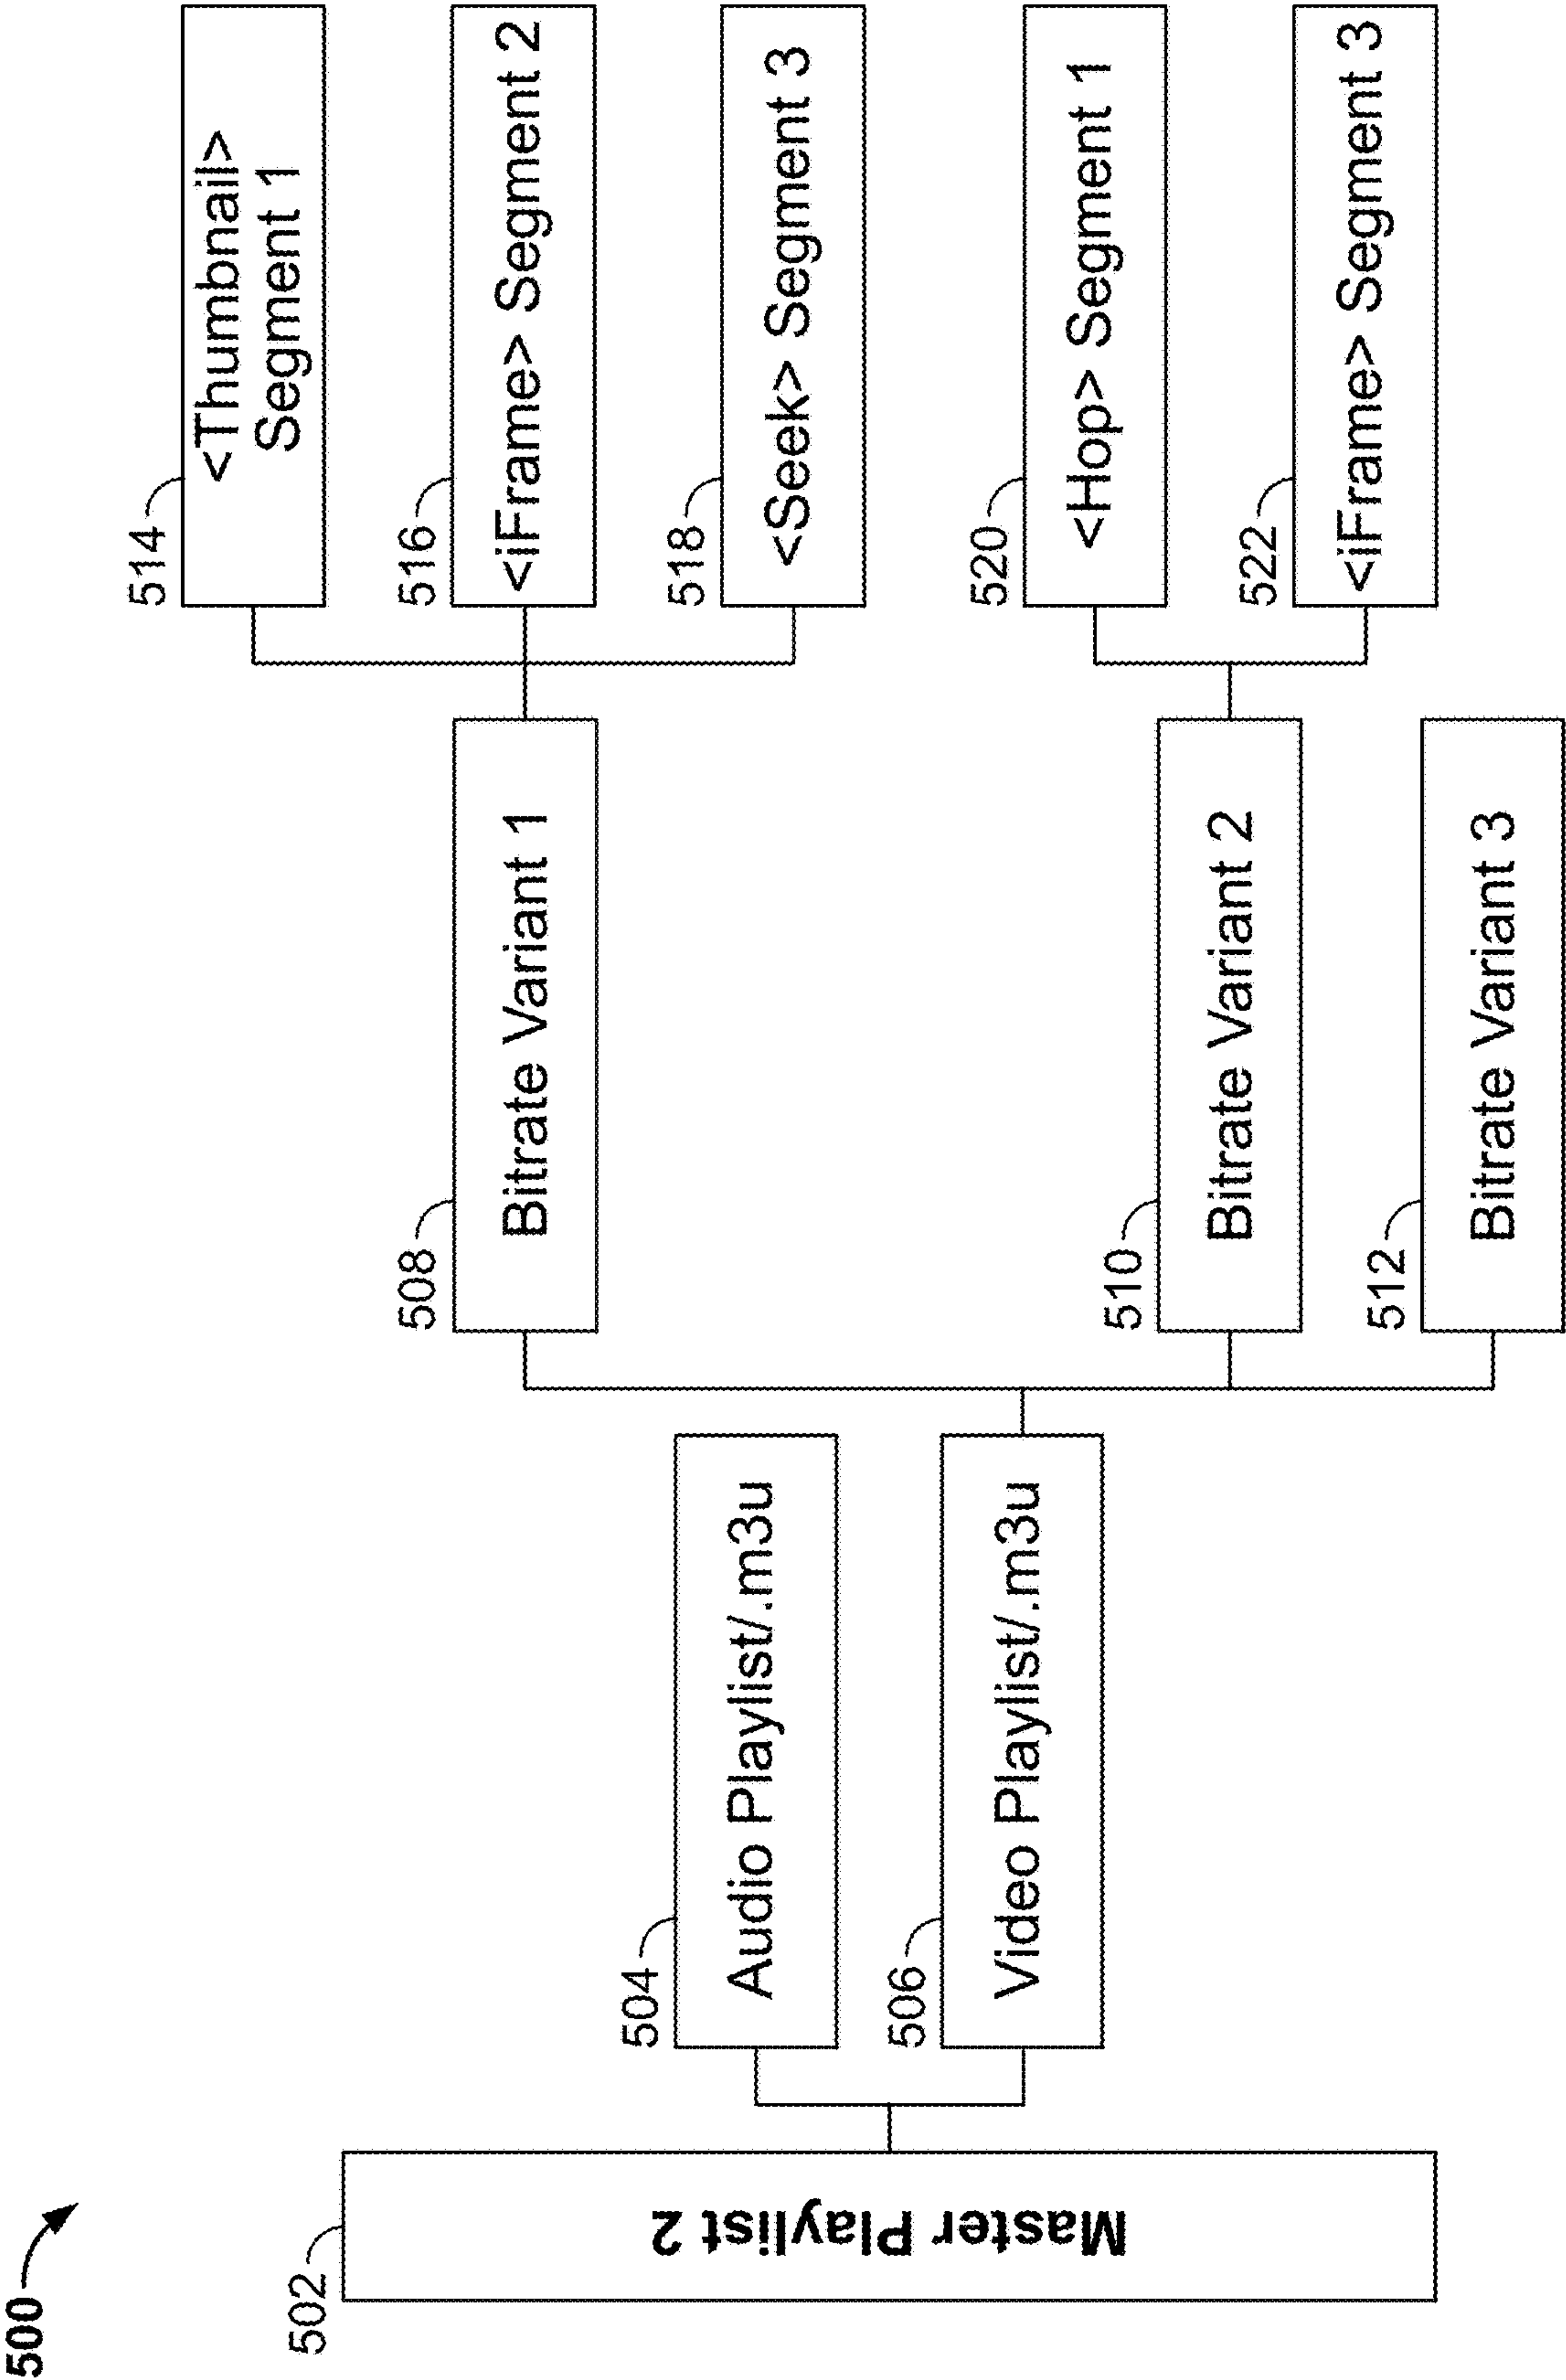 500
502
Master Playlist 2
504
Audio Playlist/.m3u
506
Video Playlist/.m3u
508
Bitrate Variant 1
510
Bitrate Variant 2
512
Bitrate Variant 3
514
<Thumbnail>
Segment 1
516
<iFrame> Segment 2
518
<Seek> Segment 3
520
<Hop> Segment 1
522
<iFrame> Segment 3